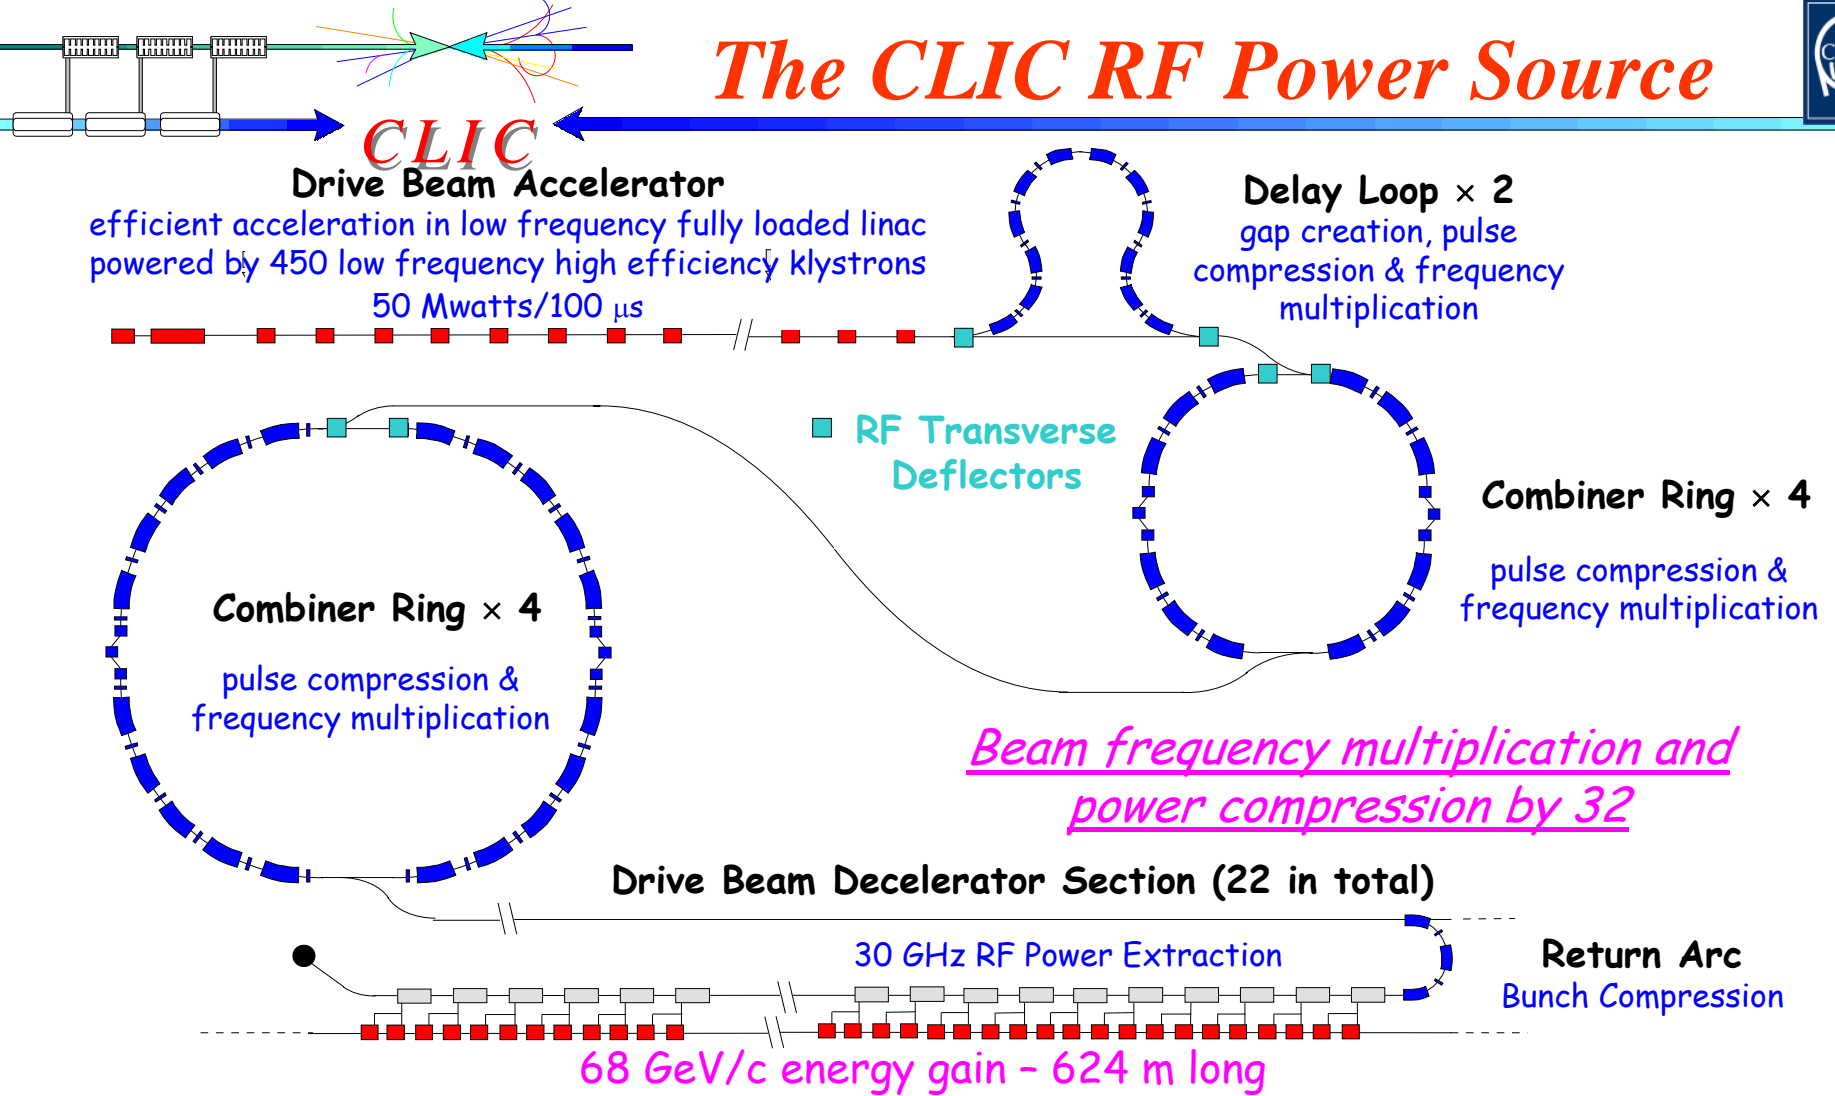 The CLIC RF Power Source
CLIC
Drive Beam Accelerator
efficient acceleration in low frequency fully loaded linac
powered by 450 low frequency high efficiency klystrons
50 Mwatts/100 μs
Delay Loop × 2
gap creation, pulse
compression & frequency
multiplication
RF Transverse
Deflectors
Combiner Ring × 4
pulse compression &
frequency multiplication
Combiner Ring × 4
pulse compression &
frequency multiplication
Beam frequency multiplication and
power compression by 32
Drive Beam Decelerator Section (22 in total)
30 GHz RF Power Extraction
Return Arc
Bunch Compression
68 GeV/c energy gain – 624 m long